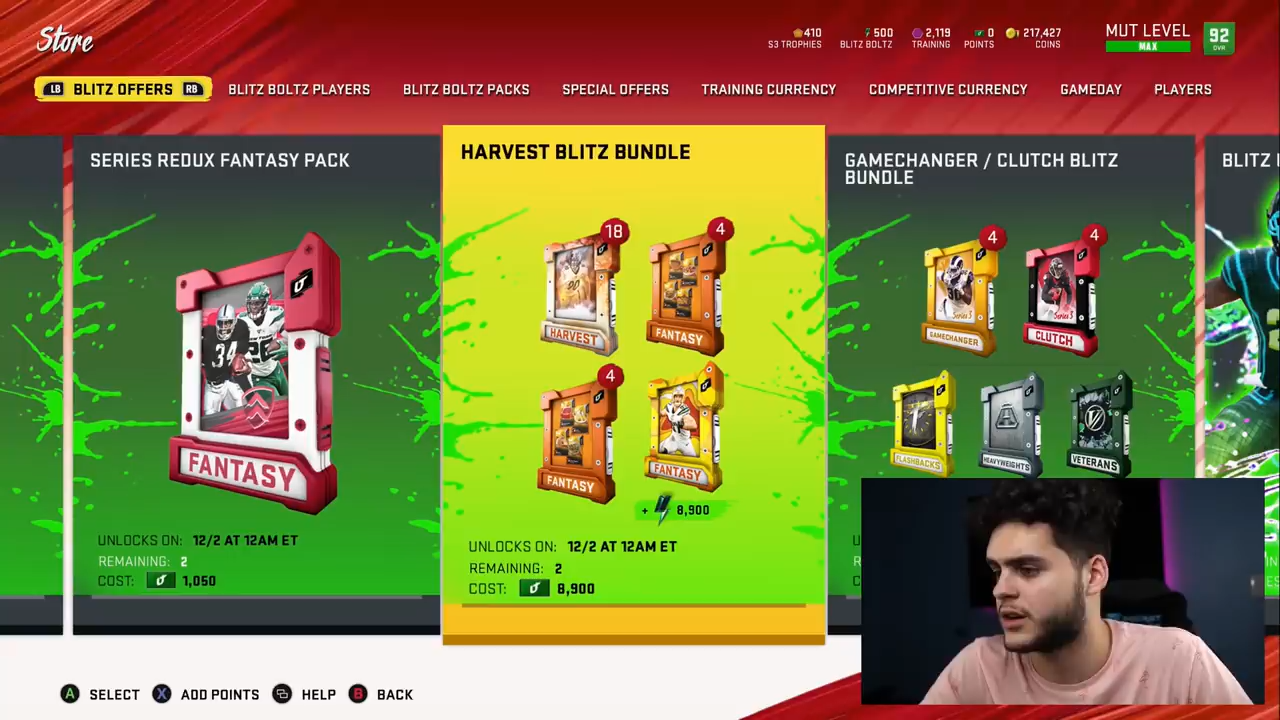 Store
410
S3 TROPHIES
500
BLITZ BOLTZ
2,119
TRAINING
0
POINTS
217,427
COINS
MUT LEVEL
MAX
92
OVR
LB BLITZ OFFERS RB
BLITZ BOLTZ PLAYERS
BLITZ BOLTZ PACKS
SPECIAL OFFERS
TRAINING CURRENCY
COMPETITIVE CURRENCY
GAMEDAY
PLAYERS
SERIES REDUX FANTASY PACK
34
FANTASY
UNLOCKS ON: 12/2 AT 12AM ET
REMAINING: 2
COST: 1,050
HARVEST BLITZ BUNDLE
18
HARVEST
4
FANTASY
4
FANTASY
FANTASY
+ 8,900
UNLOCKS ON: 12/2 AT 12AM ET
REMAINING: 2
COST: 8,900
GAMECHANGER / CLUTCH BLITZ
BUNDLE
4
Series 3
GAMECHANGER
4
Series 3
CLUTCH
FLASHBACKS
HEAVYWEIGHTS
VETERANS
BLITZ
A SELECT
X ADD POINTS
HELP
B BACK